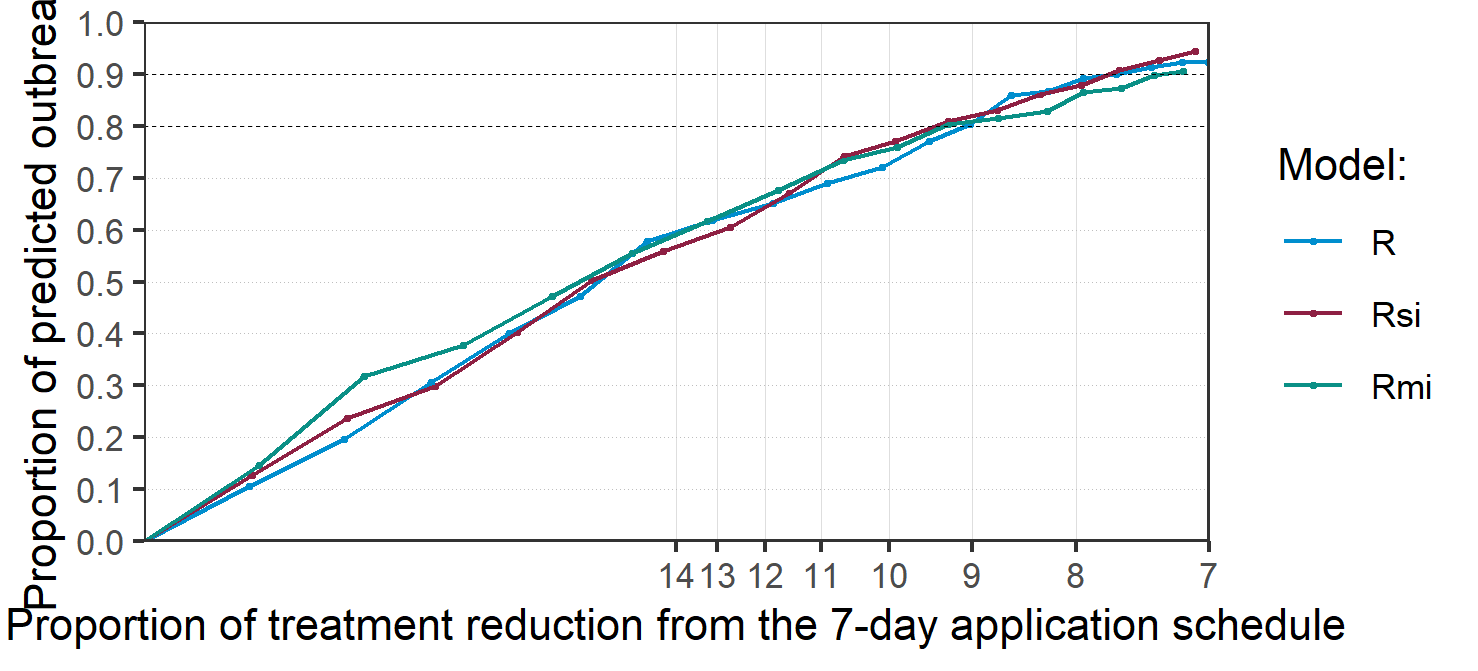 Proportion of predicted outbrea
1.0
0.9
0.8
0.7
0.6
0.5
0.4
0.3
0.2
0.1
0.0
14 13 12 11 10 9 8 7
Proportion of treatment reduction from the 7-day application schedule
Model:
R
Rsi
Rmi